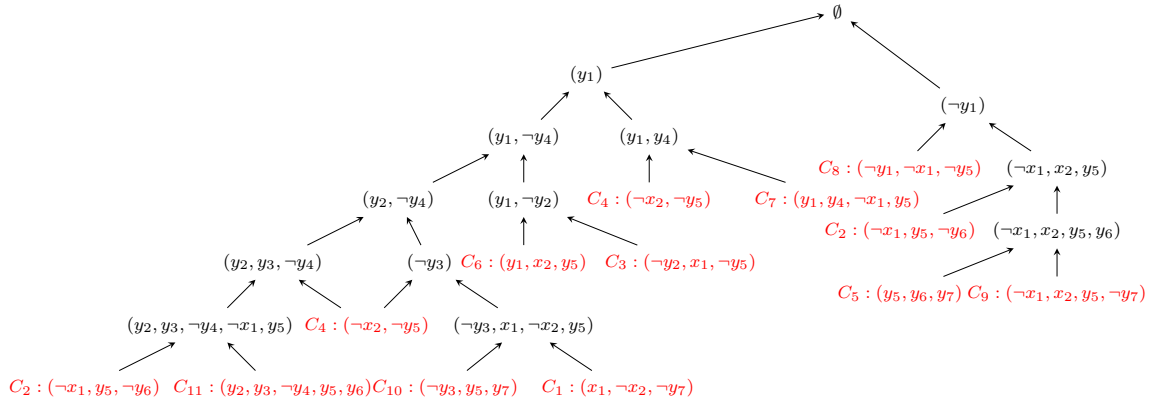 ∅
(y₁)
(¬y₁)
(y₁, ¬y₄) (y₁, y₄)
C₈ : (¬y₁, ¬x₁, ¬y₅) (¬x₁, x₂, y₅)
(y₂, ¬y₄) (y₁, ¬y₂) C₄ : (¬x₂, ¬y₅) C₇ : (y₁, y₄, ¬x₁, y₅)
C₂ : (¬x₁, y₅, ¬y₆) (¬x₁, x₂, y₅, y₆)
(y₂, y₃, ¬y₄) (¬y₃) C₆ : (y₁, x₂, y₅) C₃ : (¬y₂, x₁, ¬y₅)
C₅ : (y₅, y₆, y₇) C₉ : (¬x₁, x₂, y₅, ¬y₇)
(y₂, y₃, ¬y₄, ¬x₁, y₅) C₄ : (¬x₂, ¬y₅) (¬y₃, x₁, ¬x₂, y₅)
C₂ : (¬x₁, y₅, ¬y₆) C₁₁ : (y₂, y₃, ¬y₄, y₅, y₆) C₁₀ : (¬y₃, y₅, y₇) C₁ : (x₁, ¬x₂, ¬y₇)